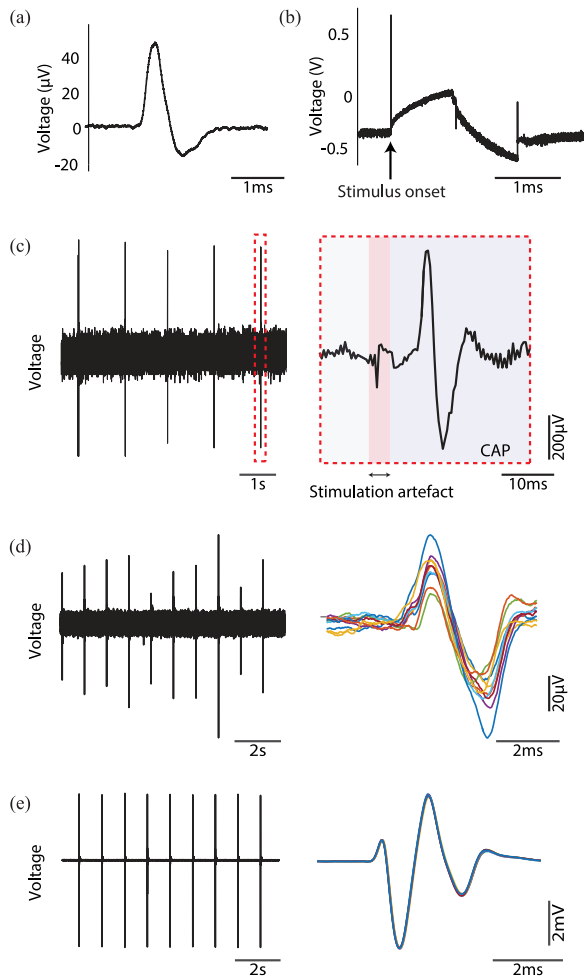 (a)
Voltage (µV)
40
20
0
-20
1ms
(b)
Voltage (V)
0.5
0
-0.5
Stimulus onset
1ms
(c)
Voltage
1s
CAP
200µV
Stimulation artefact
10ms
(d)
Voltage
2s
20µV
2ms
(e)
Voltage
2s
2mV
2ms